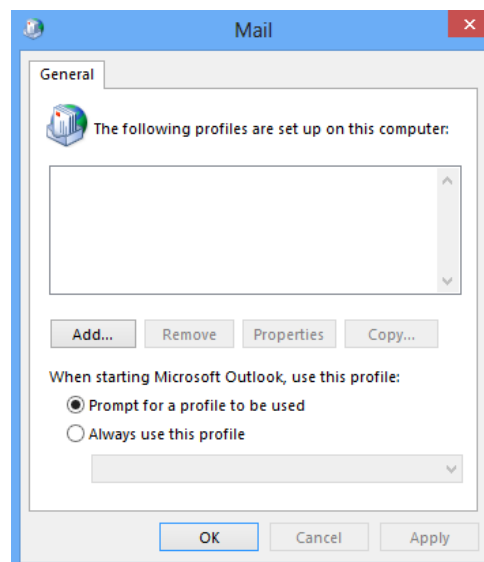 Mail
General
The following profiles are set up on this computer:
Add... Remove Properties Copy...
When starting Microsoft Outlook, use this profile:
Prompt for a profile to be used
Always use this profile
OK Cancel Apply